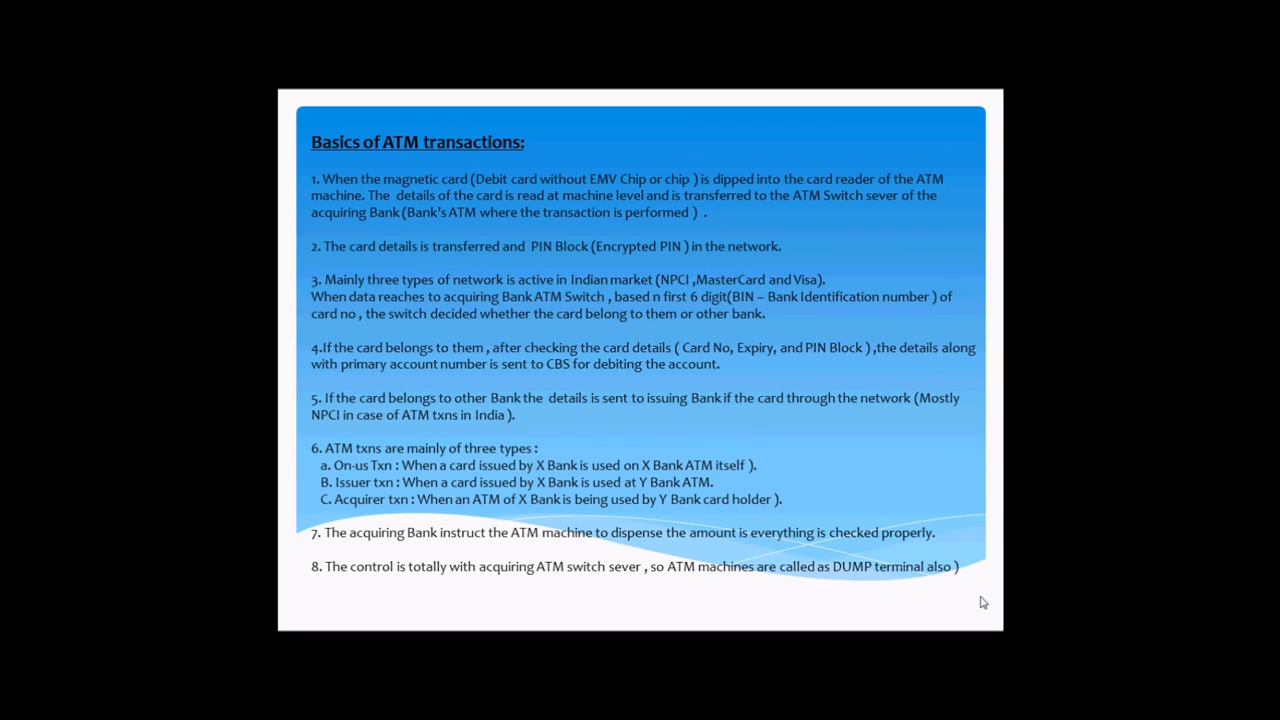 Basics of ATM transactions:
1. When the magnetic card (Debit card without EMV Chip or chip ) is dipped into the card reader of the ATM
machine. The details of the card is read at machine level and is transferred to the ATM Switch sever of the
acquiring Bank (Bank's ATM where the transaction is performed ) .
2. The card details is transferred and PIN Block (Encrypted PIN ) in the network.
3. Mainly three types of network is active in Indian market (NPCI ,MasterCard and Visa).
When data reaches to acquiring Bank ATM Switch , based n first 6 digit(BIN – Bank Identification number ) of
card no , the switch decided whether the card belong to them or other bank.
4.If the card belongs to them , after checking the card details ( Card No, Expiry, and PIN Block ) ,the details along
with primary account number is sent to CBS for debiting the account.
5. If the card belongs to other Bank the details is sent to issuing Bank if the card through the network (Mostly
NPCI in case of ATM txns in India ).
6. ATM txns are mainly of three types :
a. On-us Txn : When a card issued by X Bank is used on X Bank ATM itself ).
B. Issuer txn : When a card issued by X Bank is used at Y Bank ATM.
C. Acquirer txn : When an ATM of X Bank is being used by Y Bank card holder ).
7. The acquiring Bank instruct the ATM machine to dispense the amount is everything is checked properly.
8. The control is totally with acquiring ATM switch sever , so ATM machines are called as DUMP terminal also )